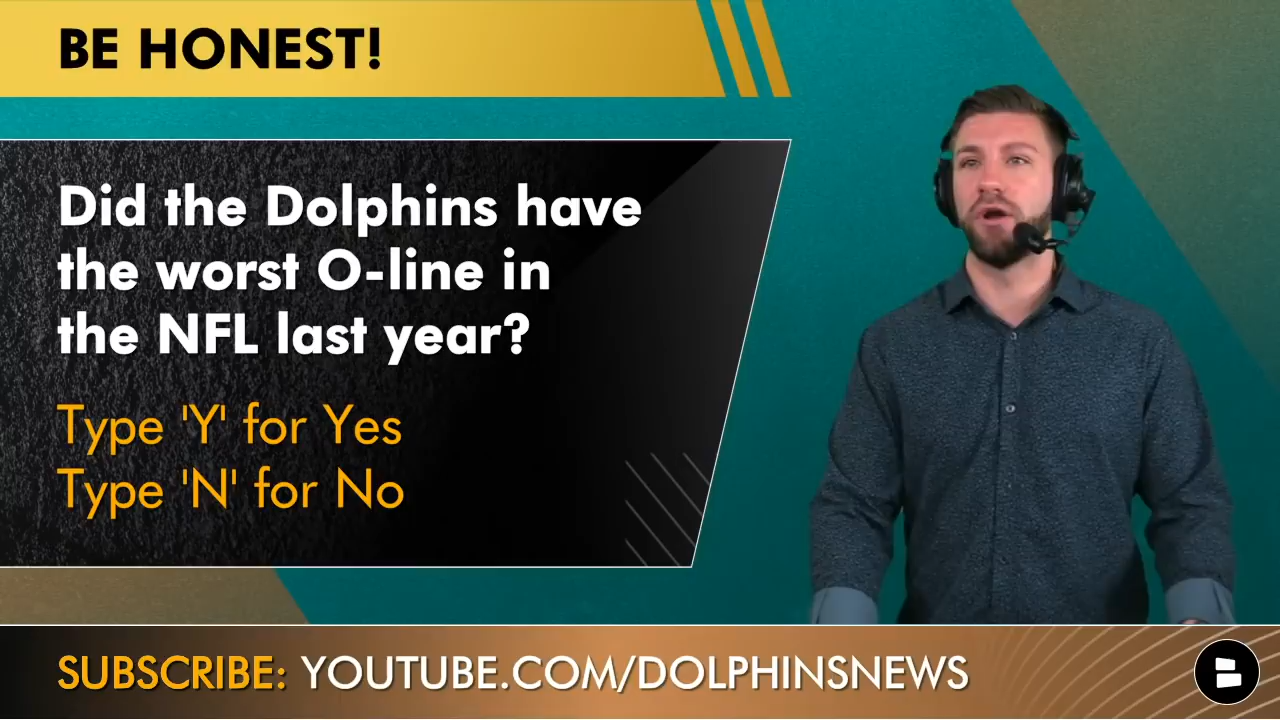 BE HONEST!
Did the Dolphins have
the worst O-line in
the NFL last year?
Type 'Y' for Yes
Type 'N' for No
SUBSCRIBE: YOUTUBE.COM/DOLPHINSNEWS